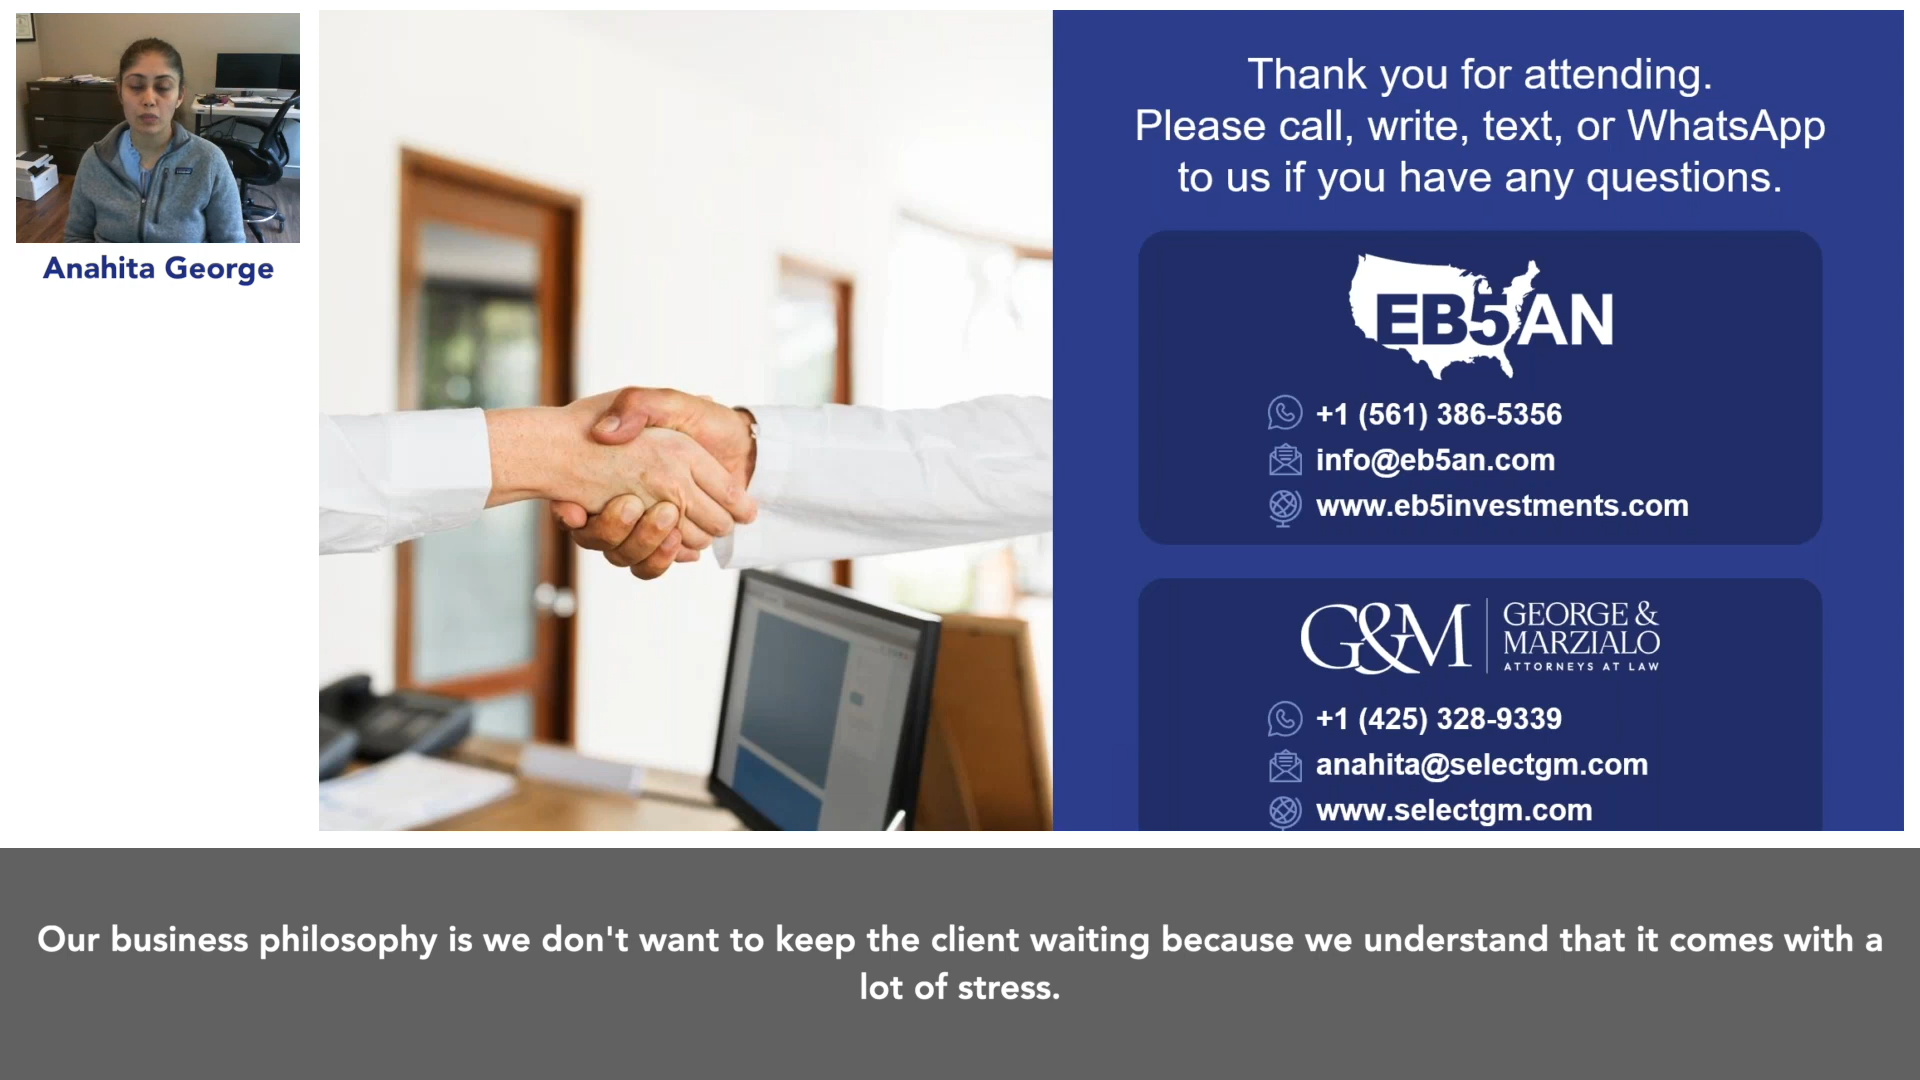 Anahita George
Thank you for attending.
Please call, write, text, or WhatsApp
to us if you have any questions.
EB5AN
+1 (561) 386-5356
info@eb5an.com
www.eb5investments.com
G&M
GEORGE &
MARZIALO
ATTORNEYS AT LAW
+1 (425) 328-9339
anahita@selectgm.com
www.selectgm.com
Our business philosophy is we don't want to keep the client waiting because we understand that it comes with a
lot of stress.